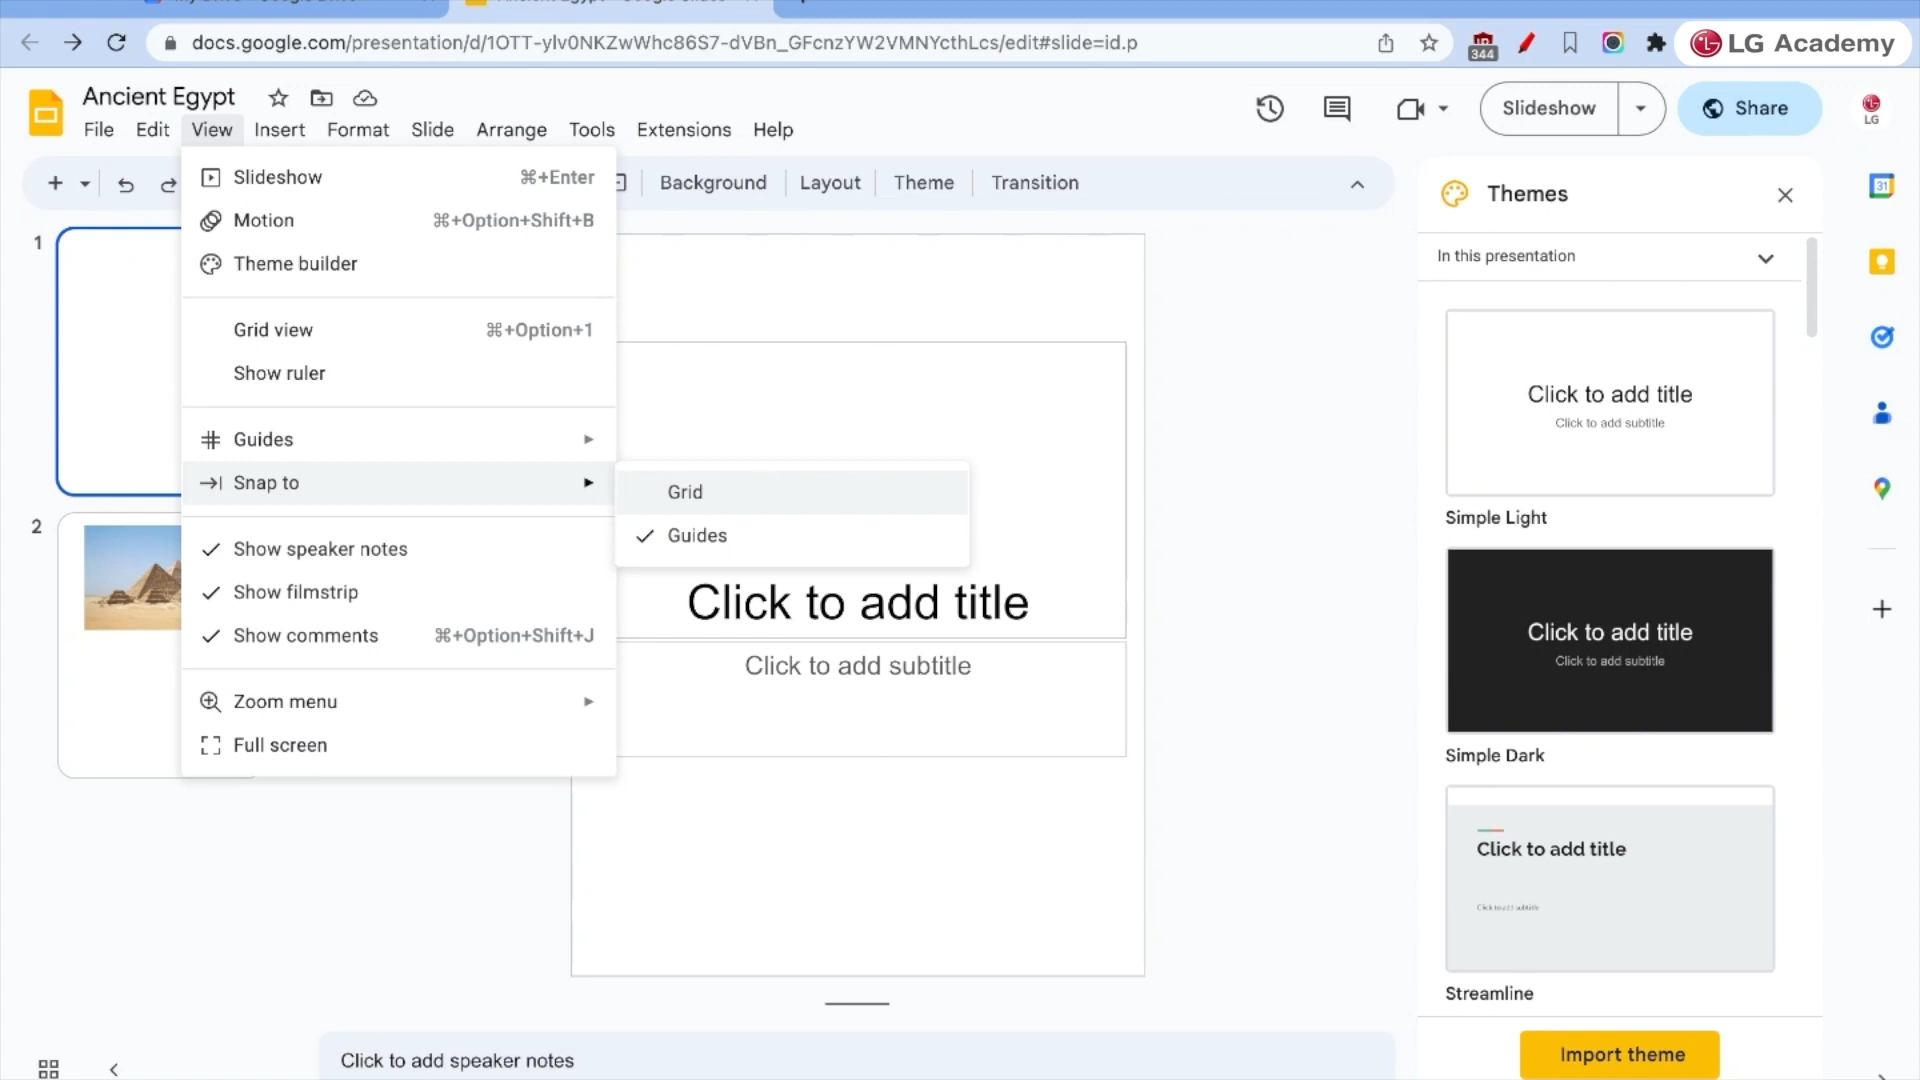 docs.google.com/presentation/d/1OTT-ylv0NKZwWhc86S7-dVBn_GFcnzYW2VMNYcthLcs/edit#slide=id.p
344
LG Academy
Ancient Egypt
File Edit View Insert Format Slide Arrange Tools Extensions Help
Slideshow
Share
LG
Background
Layout
Theme
Transition
Slideshow ⌘+Enter
Motion ⌘+Option+Shift+B
Theme builder
Grid view ⌘+Option+1
Show ruler
Guides
Snap to
Show speaker notes
Show filmstrip
Show comments ⌘+Option+Shift+J
Zoom menu
Full screen
Grid
Guides
1
2
Click to add title
Click to add subtitle
Click to add speaker notes
Themes
In this presentation
Click to add title
Click to add subtitle
Simple Light
Click to add title
Click to add subtitle
Simple Dark
Click to add title
Click to add subtitle
Streamline
Import theme
31